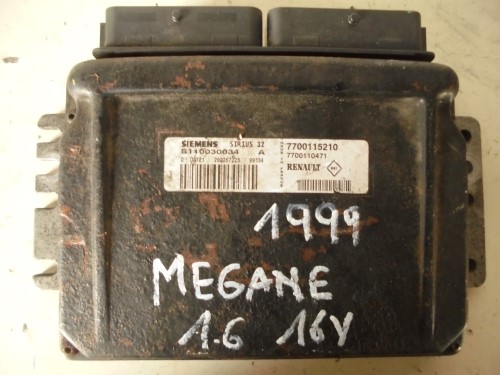 SIEMENS SIRIUS 32
S110030034 A
7700115210
7700110471
RENAULT
1999
MEGANE
1.6 16V